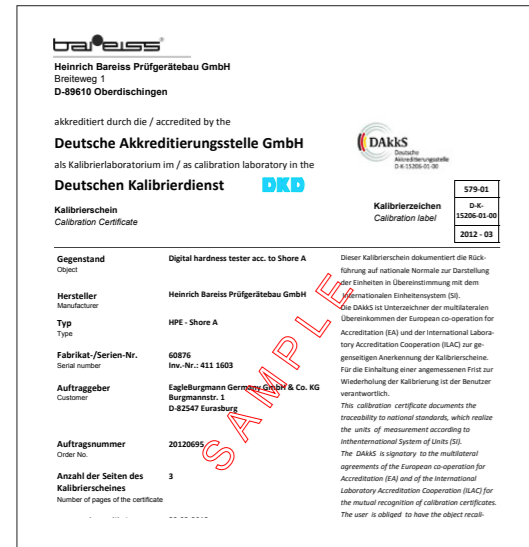 bareiss
Heinrich Bareiss Prüfgerätebau GmbH
Breiteweg 1
D-89610 Oberdischingen
akkreditiert durch die / accredited by the
Deutsche Akkreditierungsstelle GmbH
als Kalibrierlaboratorium im / as calibration laboratory in the
Deutschen Kalibrierdienst
DKD
DAkkS
Deutsche
Akkreditierungsstelle
D-K-15206-01-00
Kalibrierschein
Calibration Certificate
Kalibrierzeichen
Calibration label
579-01
D-K-
15206-01-00
2012 - 03
Gegenstand
Object
Digital hardness tester acc. to Shore A
Hersteller
Manufacturer
Heinrich Bareiss Prüfgerätebau GmbH
Typ
Type
HPE - Shore A
Fabrikat-/Serien-Nr.
Serial number
60876
Inv.-Nr.: 411 1603
Auftraggeber
Customer
EagleBurgmann Germany GmbH & Co. KG
Burgmannstr. 1
D-82547 Eurasburg
Auftragsnummer
Order No.
20120695
Anzahl der Seiten des
Kalibrierscheines
Number of pages of the certificate
3
Dieser Kalibrierschein dokumentiert die Rück-
führung auf nationale Normale zur Darstellung
der Einheiten in Übereinstimmung mit dem
Internationalen Einheitensystem (SI).
Die DAkkS ist Unterzeichner der multilateralen
Übereinkommen der European co-operation for
Accreditation (EA) und der International Labora-
tory Accreditation Cooperation (ILAC) zur ge-
genseitigen Anerkennung der Kalibrierscheine.
Für die Einhaltung einer angemessenen Frist zur
Wiederholung der Kalibrierung ist der Benutzer
verantwortlich.
This calibration certificate documents the
traceability to national standards, which realize
the units of measurement according to
Inthenternational System of Units (SI).
The DAkkS is signatory to the multilateral
agreements of the European co-operation for
Accreditation (EA) and of the International
Laboratory Accreditation Cooperation (ILAC) for
the mutual recognition of calibration certificates.
The user is obliged to have the object recali-
SAMPLE